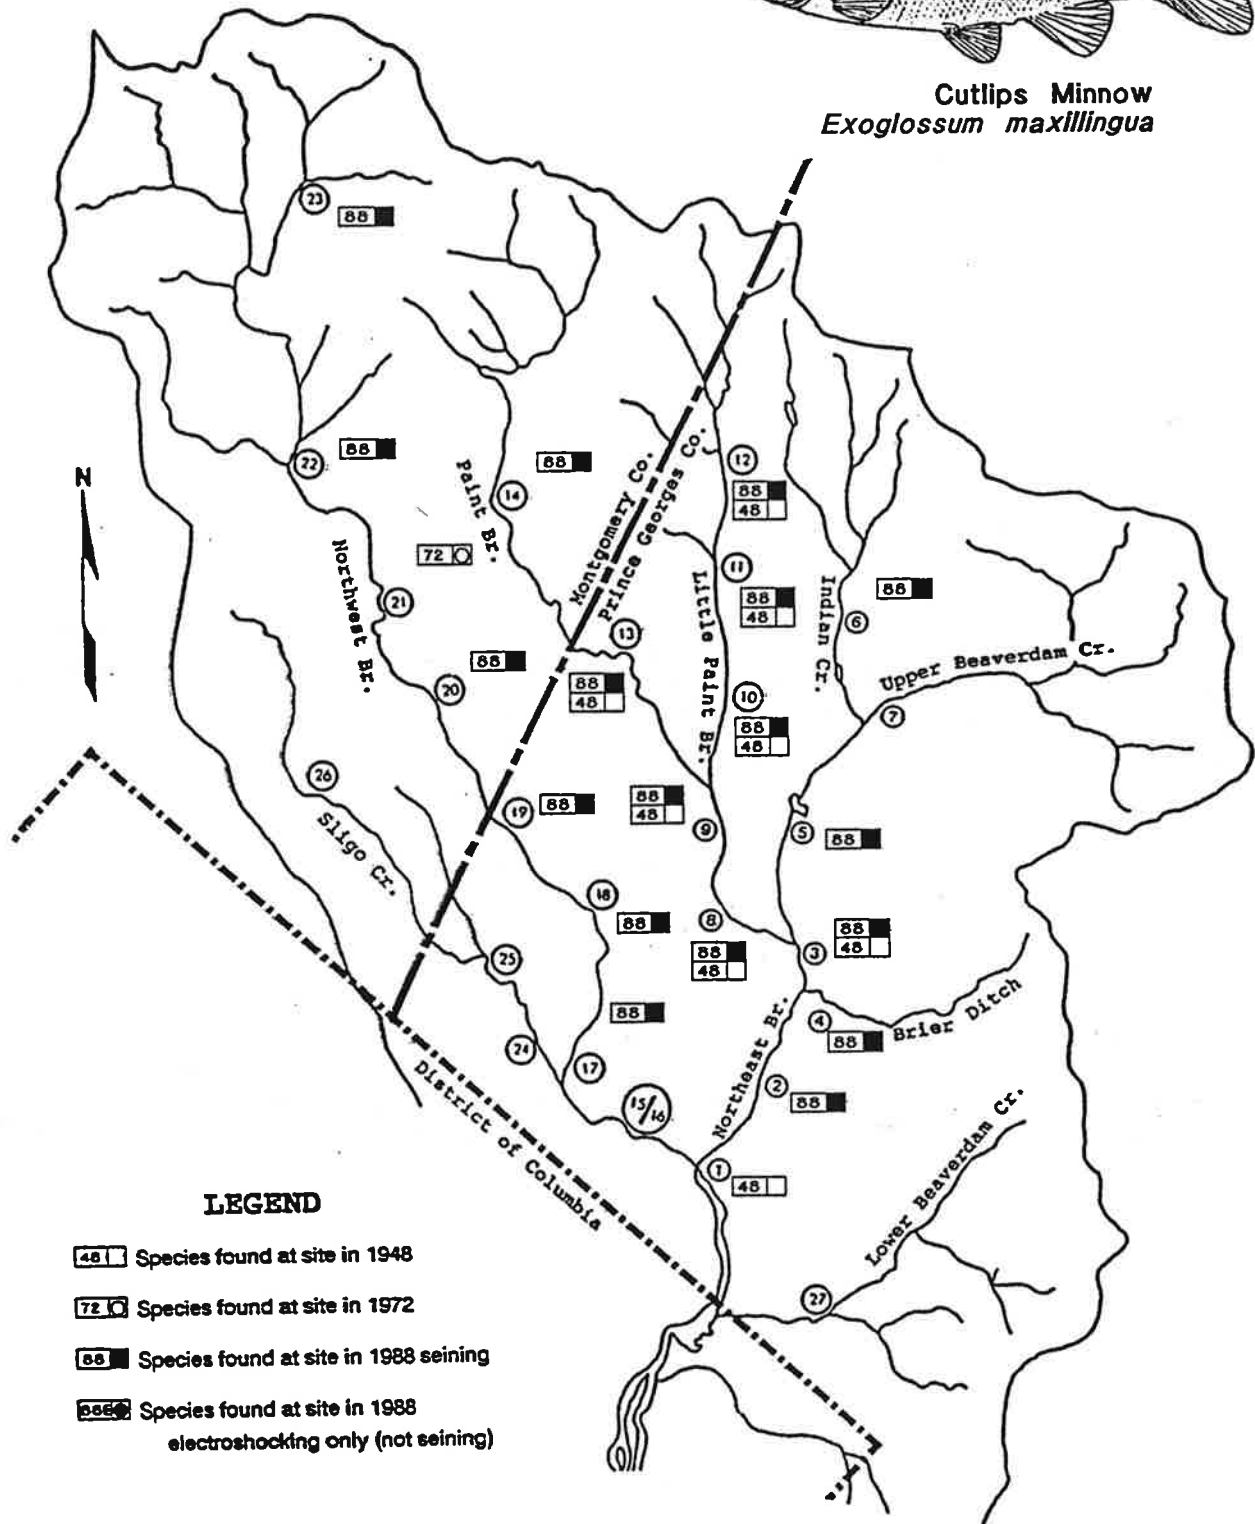 Cutlips Minnow
Exoglossum maxillingua
23
88
22
88
14
88
Paint Br.
72
N
Northwest Br.
21
20
88
Montgomery Co.
Prince Georges Co.
12
88
48
11
88
48
Little Paint Br.
10
88
48
13
88
48
Indian Cr.
6
88
Upper Beaverdam Cr.
7
26
Sligo Cr.
19
88
88
48
9
5
88
18
88
8
88
48
3
88
48
25
24
17
88
15/16
Northeast Br.
4
88
Brier Ditch
2
88
1
48
District of Columbia
Lower Beaverdam Cr.
27
LEGEND
48 Species found at site in 1948
72 Species found at site in 1972
88 Species found at site in 1988 seining
88E Species found at site in 1988
electroshocking only (not seining)